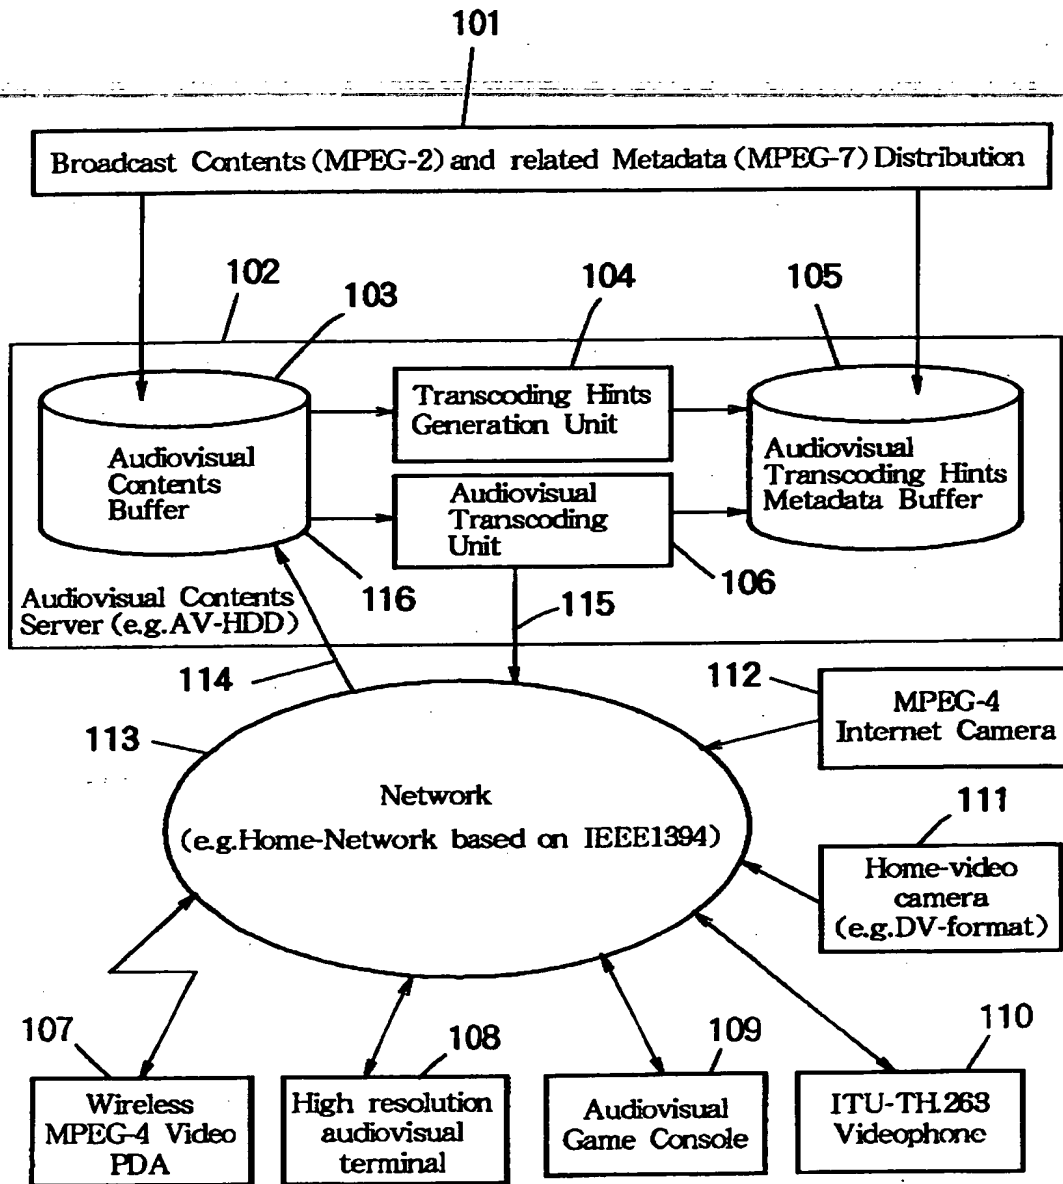 101
Broadcast Contents (MPEG-2) and related Metadata (MPEG-7) Distribution
102
103
104
105
Transcoding Hints
Generation Unit
Audiovisual
Contents
Buffer
Audiovisual
Transcoding Hints
Metadata Buffer
Audiovisual
Transcoding
Unit
116
106
Audiovisual Contents
Server (e.g.AV-HDD)
115
114
112
MPEG-4
Internet Camera
113
Network
(e.g.Home-Network based on IEEE1394)
111
Home-video
camera
(e.g.DV-format)
107
108
109
110
Wireless
MPEG-4 Video
PDA
High resolution
audiovisual
terminal
Audiovisual
Game Console
ITU-TH.263
Videophone